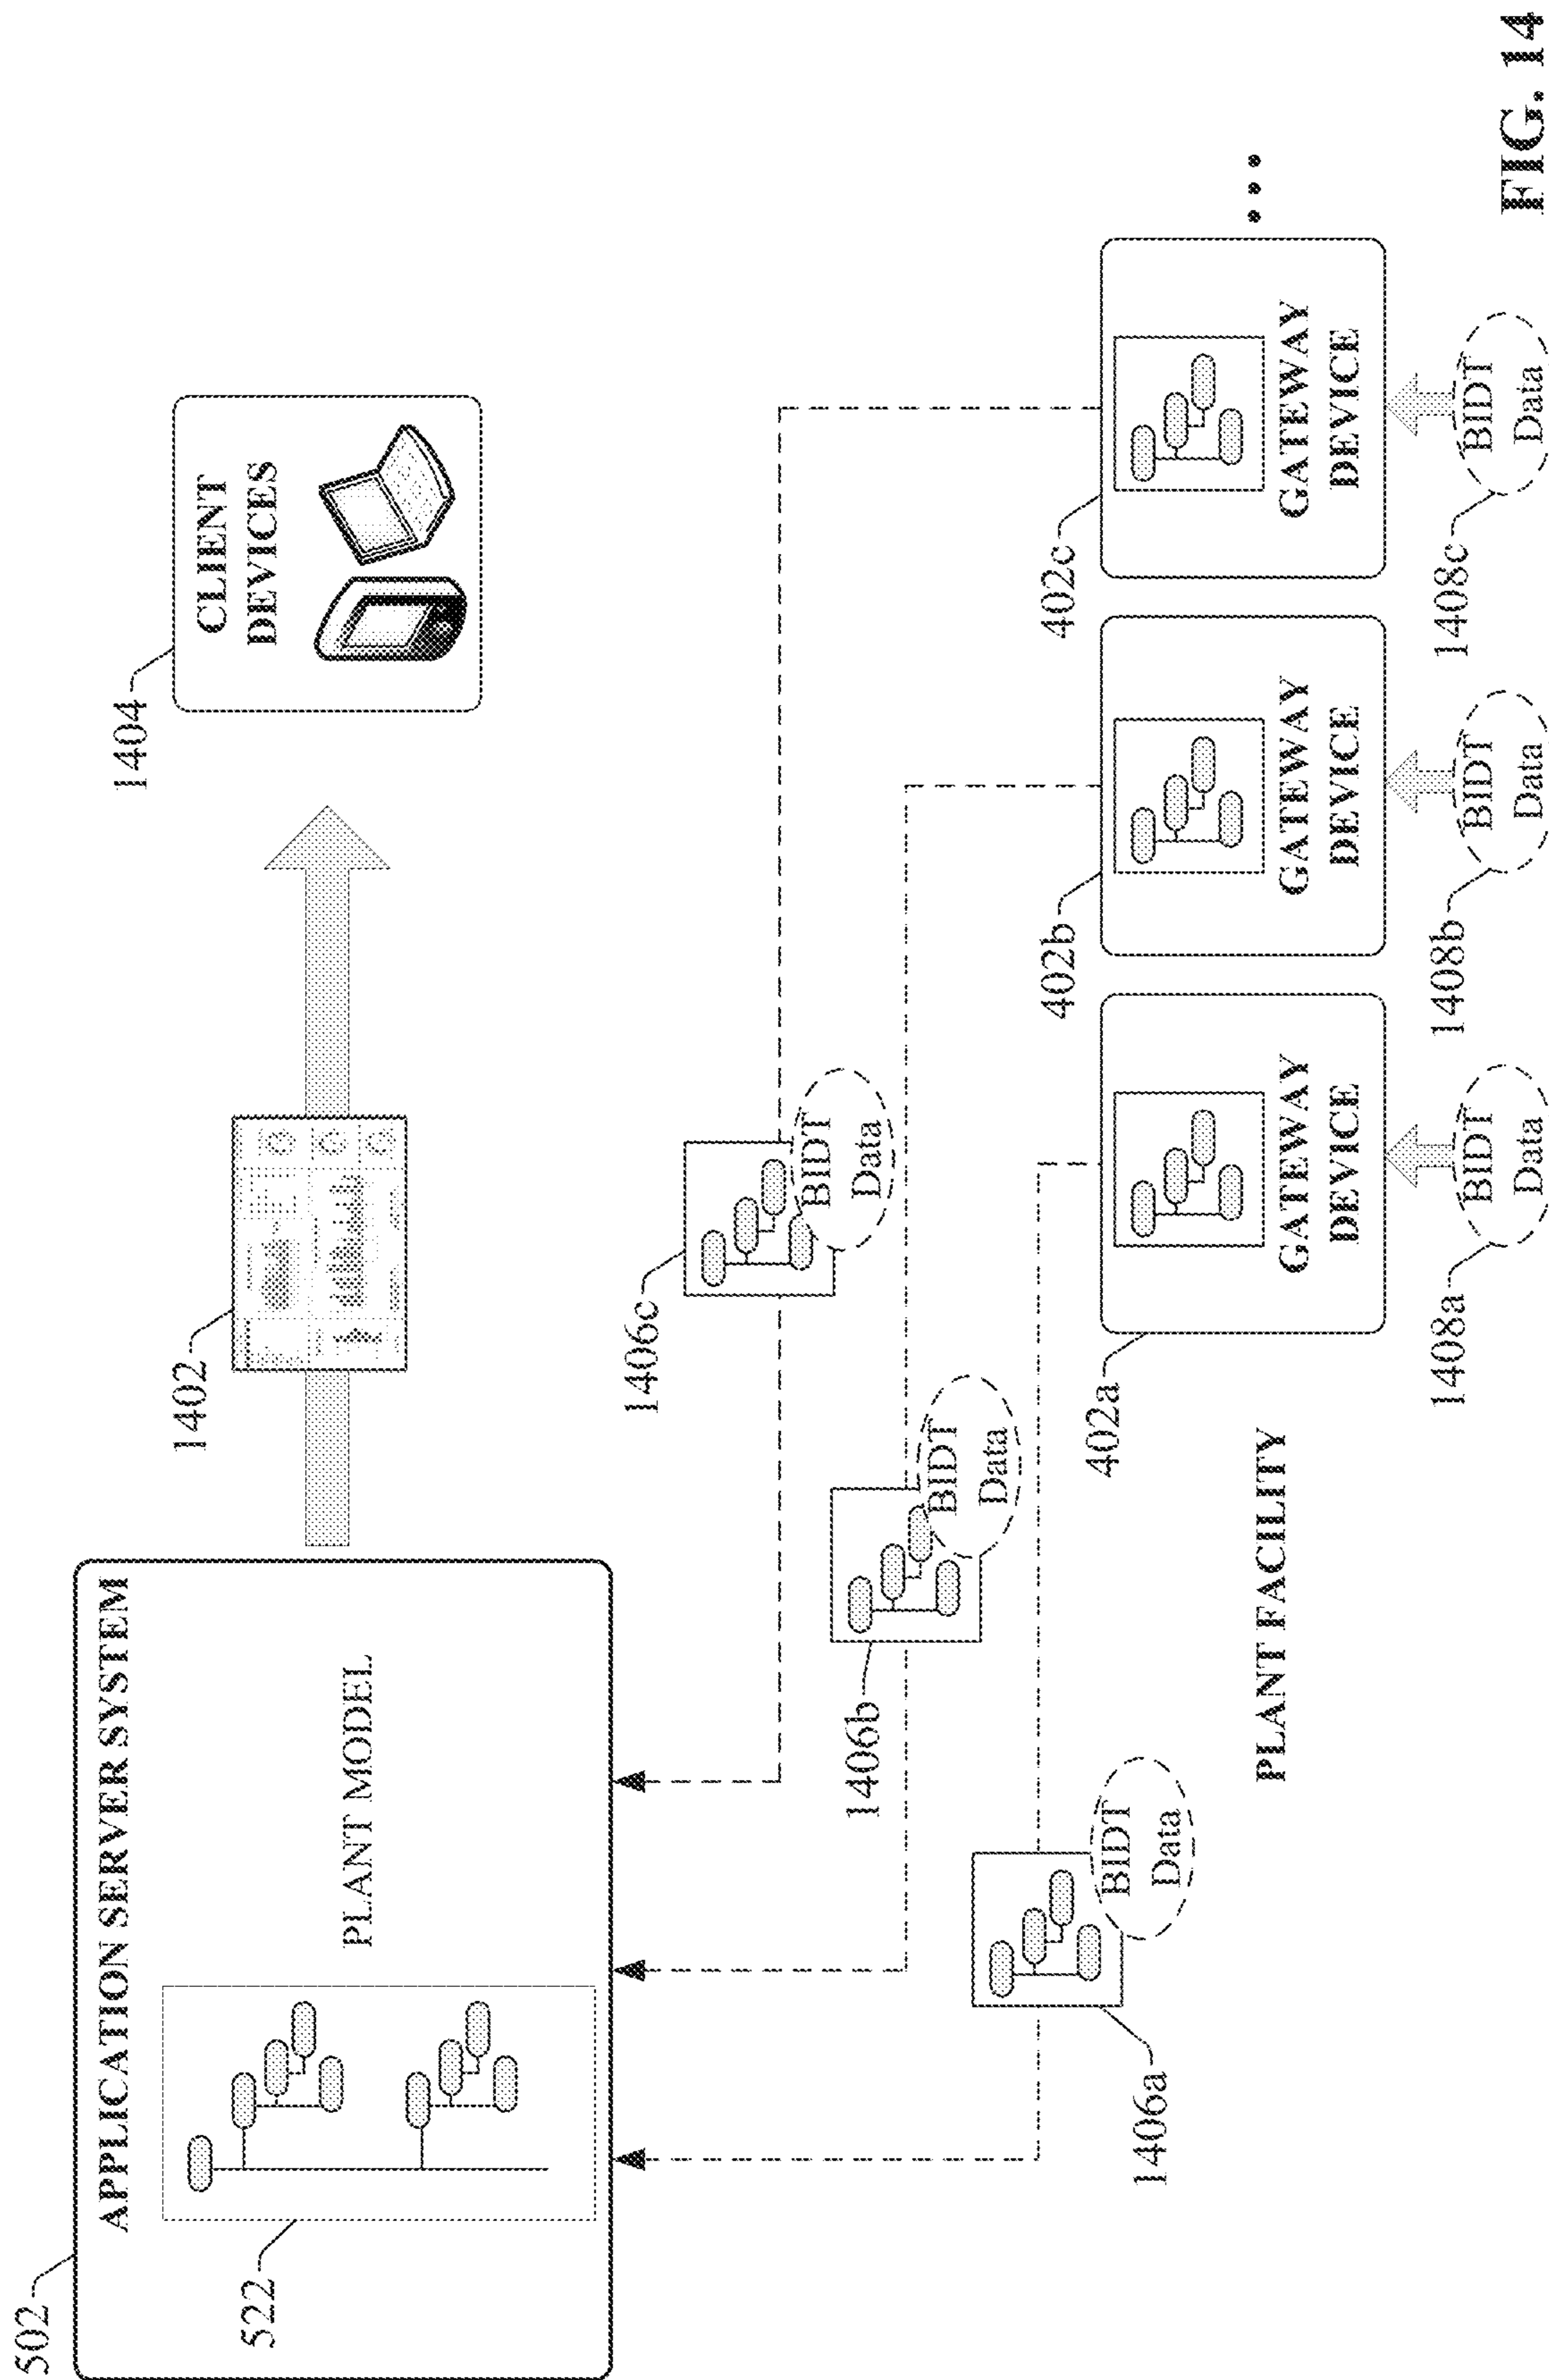 502
APPLICATION SERVER SYSTEM
522
PLANT MODEL
1402
1404
CLIENT
DEVICES
1406a
BIDT
Data
1406b
BIDT
Data
1406c
BIDT
Data
PLANT FACILITY
402a
GATEWAY
DEVICE
402b
GATEWAY
DEVICE
402c
GATEWAY
DEVICE
...
1408a
BIDT
Data
1408b
BIDT
Data
1408c
BIDT
Data
FIG. 14